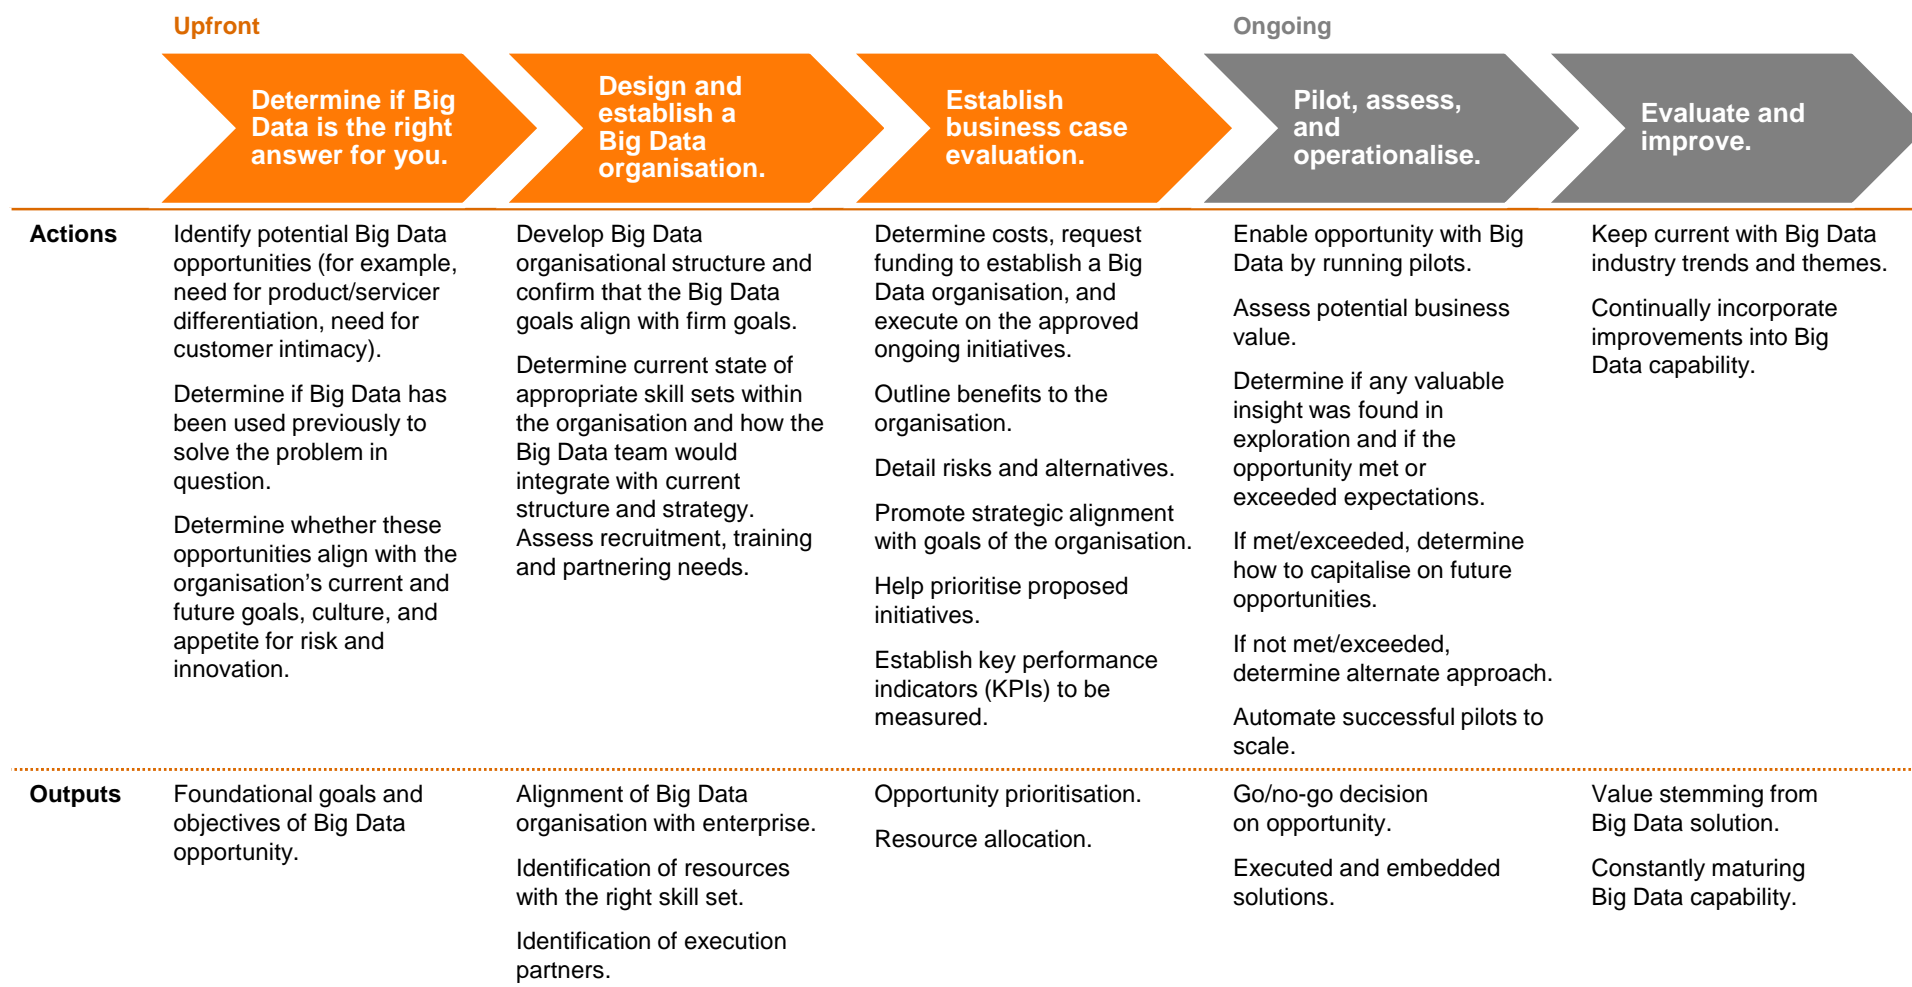 Upfront
Ongoing
Determine if Big
Data is the right
answer for you.
Design and
establish a
Big Data
organisation.
Establish
business case
evaluation.
Pilot, assess,
and
operationalise.
Evaluate and
improve.
Actions
Identify potential Big Data
opportunities (for example,
need for product/servicer
differentiation, need for
customer intimacy).
Determine if Big Data has
been used previously to
solve the problem in
question.
Determine whether these
opportunities align with the
organisation’s current and
future goals, culture, and
appetite for risk and
innovation.
Develop Big Data
organisational structure and
confirm that the Big Data
goals align with firm goals.
Determine current state of
appropriate skill sets within
the organisation and how the
Big Data team would
integrate with current
structure and strategy.
Assess recruitment, training
and partnering needs.
Determine costs, request
funding to establish a Big
Data organisation, and
execute on the approved
ongoing initiatives.
Outline benefits to the
organisation.
Detail risks and alternatives.
Promote strategic alignment
with goals of the organisation.
Help prioritise proposed
initiatives.
Establish key performance
indicators (KPIs) to be
measured.
Enable opportunity with Big
Data by running pilots.
Assess potential business
value.
Determine if any valuable
insight was found in
exploration and if the
opportunity met or
exceeded expectations.
If met/exceeded, determine
how to capitalise on future
opportunities.
If not met/exceeded,
determine alternate approach.
Automate successful pilots to
scale.
Keep current with Big Data
industry trends and themes.
Continually incorporate
improvements into Big
Data capability.
Outputs
Foundational goals and
objectives of Big Data
opportunity.
Alignment of Big Data
organisation with enterprise.
Identification of resources
with the right skill set.
Identification of execution
partners.
Opportunity prioritisation.
Resource allocation.
Go/no-go decision
on opportunity.
Executed and embedded
solutions.
Value stemming from
Big Data solution.
Constantly maturing
Big Data capability.